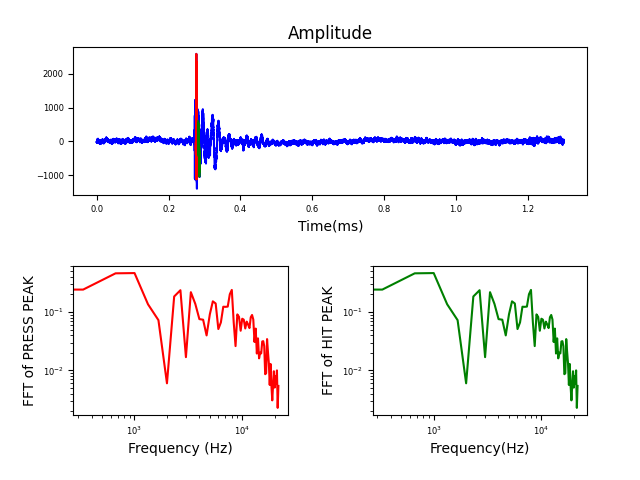 Amplitude
2000
1000
0
−1000
0.0 0.2 0.4 0.6 0.8 1.0 1.2
Time(ms)
FFT of PRESS PEAK
10⁻¹
10⁻²
10³ 10⁴
Frequency (Hz)
FFT of HIT PEAK
10⁻¹
10⁻²
10³ 10⁴
Frequency(Hz)